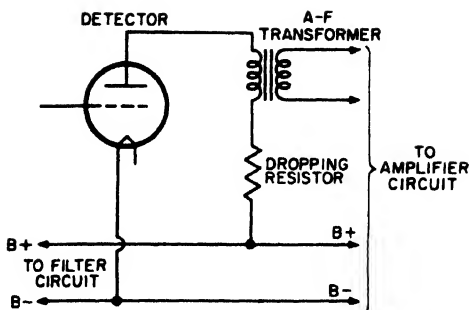 DETECTOR
A-F
TRANSFORMER
DROPPING
RESISTOR
TO
AMPLIFIER
CIRCUIT
B+
B+
TO FILTER
CIRCUIT
B-
B-